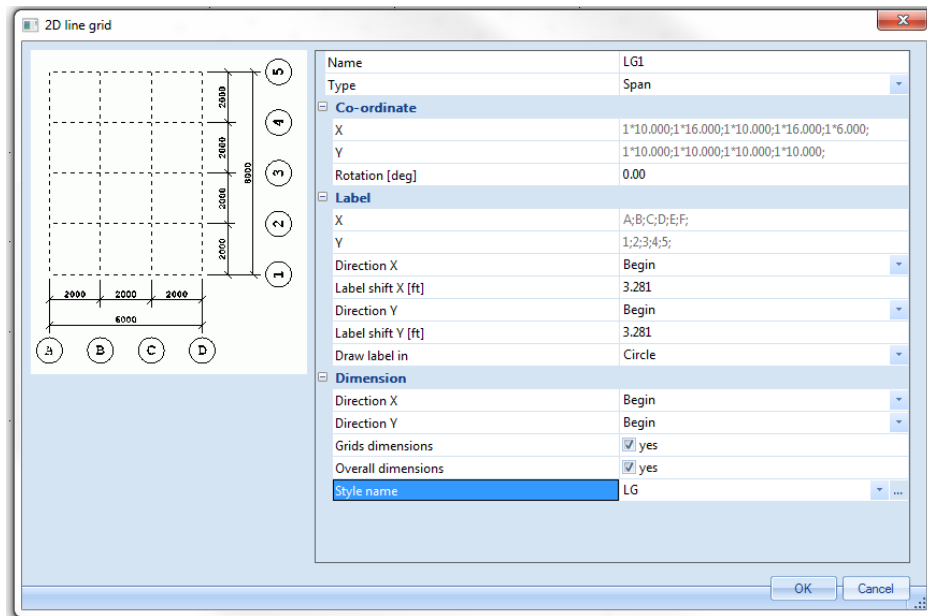 2D line grid
5
4
3
2
1
2000
2000
2000
2000
8000
2000 2000 2000
6000
A B C D
Name LG1
Type Span
Co-ordinate
X 1*10.000;1*16.000;1*10.000;1*16.000;1*6.000;
Y 1*10.000;1*10.000;1*10.000;1*10.000;
Rotation [deg] 0.00
Label
X A;B;C;D;E;F;
Y 1;2;3;4;5;
Direction X Begin
Label shift X [ft] 3.281
Direction Y Begin
Label shift Y [ft] 3.281
Draw label in Circle
Dimension
Direction X Begin
Direction Y Begin
Grids dimensions yes
Overall dimensions yes
Style name LG ...
OK Cancel